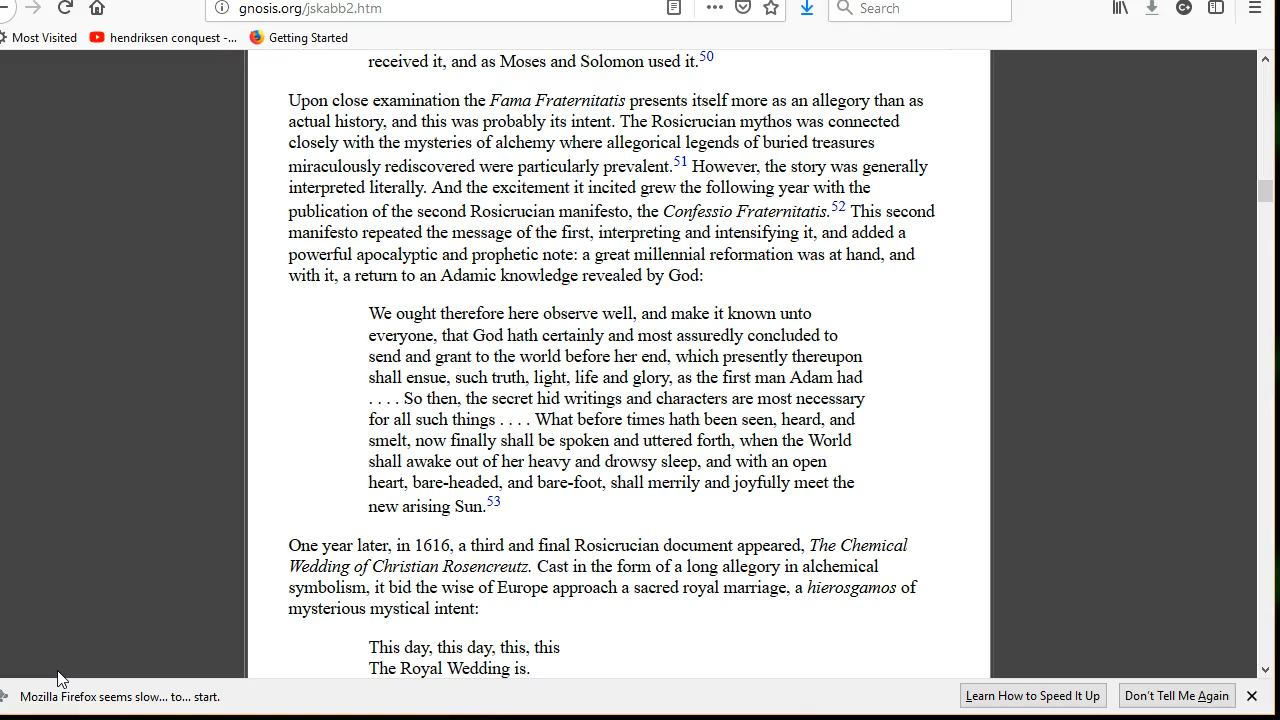 gnosis.org/jskabb2.htm
Search
Most Visited
hendriksen conquest -...
Getting Started
received it, and as Moses and Solomon used it.50
Upon close examination the Fama Fraternitatis presents itself more as an allegory than as
actual history, and this was probably its intent. The Rosicrucian mythos was connected
closely with the mysteries of alchemy where allegorical legends of buried treasures
miraculously rediscovered were particularly prevalent.51 However, the story was generally
interpreted literally. And the excitement it incited grew the following year with the
publication of the second Rosicrucian manifesto, the Confessio Fraternitatis.52 This second
manifesto repeated the message of the first, interpreting and intensifying it, and added a
powerful apocalyptic and prophetic note: a great millennial reformation was at hand, and
with it, a return to an Adamic knowledge revealed by God:
We ought therefore here observe well, and make it known unto
everyone, that God hath certainly and most assuredly concluded to
send and grant to the world before her end, which presently thereupon
shall ensue, such truth, light, life and glory, as the first man Adam had
. . . . So then, the secret hid writings and characters are most necessary
for all such things . . . . What before times hath been seen, heard, and
smelt, now finally shall be spoken and uttered forth, when the World
shall awake out of her heavy and drowsy sleep, and with an open
heart, bare-headed, and bare-foot, shall merrily and joyfully meet the
new arising Sun.53
One year later, in 1616, a third and final Rosicrucian document appeared, The Chemical
Wedding of Christian Rosencreutz. Cast in the form of a long allegory in alchemical
symbolism, it bid the wise of Europe approach a sacred royal marriage, a hierosgamos of
mysterious mystical intent:
This day, this day, this, this
The Royal Wedding is.
Mozilla Firefox seems slow... to... start.
Learn How to Speed It Up
Don't Tell Me Again